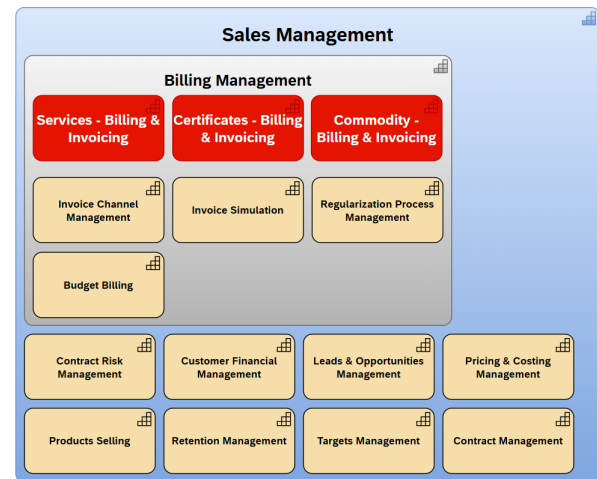 Sales Management
Billing Management
Services - Billing &
Invoicing
Certificates - Billing
& Invoicing
Commodity -
Billing & Invoicing
Invoice Channel
Management
Invoice Simulation
Regularization Process
Management
Budget Billing
Contract Risk
Management
Customer Financial
Management
Leads & Opportunities
Management
Pricing & Costing
Management
Products Selling
Retention Management
Targets Management
Contract Management